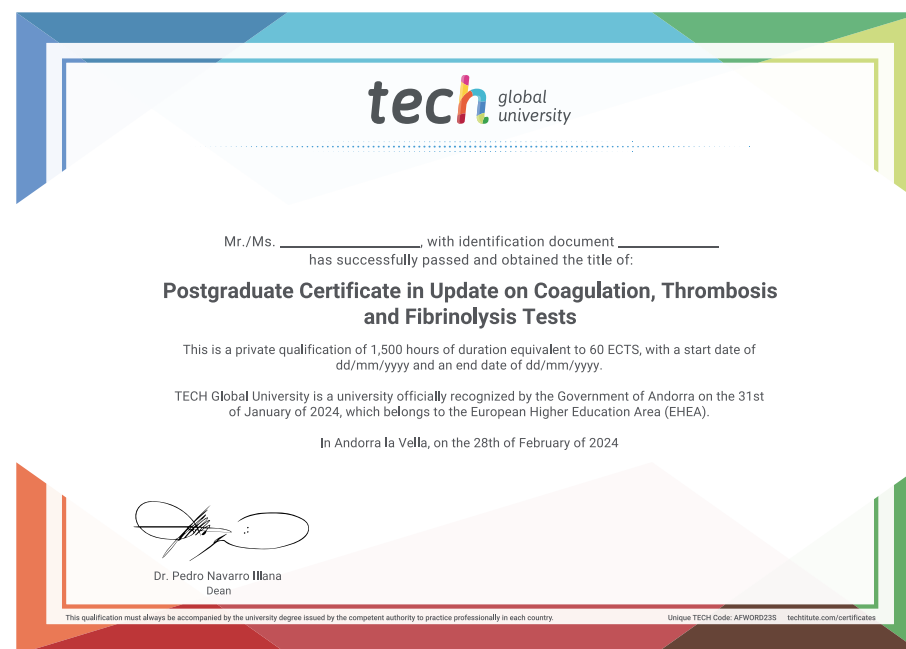 tech global
university
Mr./Ms. ____________________, with identification document ______________
has successfully passed and obtained the title of:
Postgraduate Certificate in Update on Coagulation, Thrombosis
and Fibrinolysis Tests
This is a private qualification of 1,500 hours of duration equivalent to 60 ECTS, with a start date of
dd/mm/yyyy and an end date of dd/mm/yyyy.
TECH Global University is a university officially recognized by the Government of Andorra on the 31st
of January of 2024, which belongs to the European Higher Education Area (EHEA).
In Andorra la Vella, on the 28th of February of 2024
Dr. Pedro Navarro Illana
Dean
This qualification must always be accompanied by the university degree issued by the competent authority to practice professionally in each country.
Unique TECH Code: AFWORD23S techtitute.com/certificates